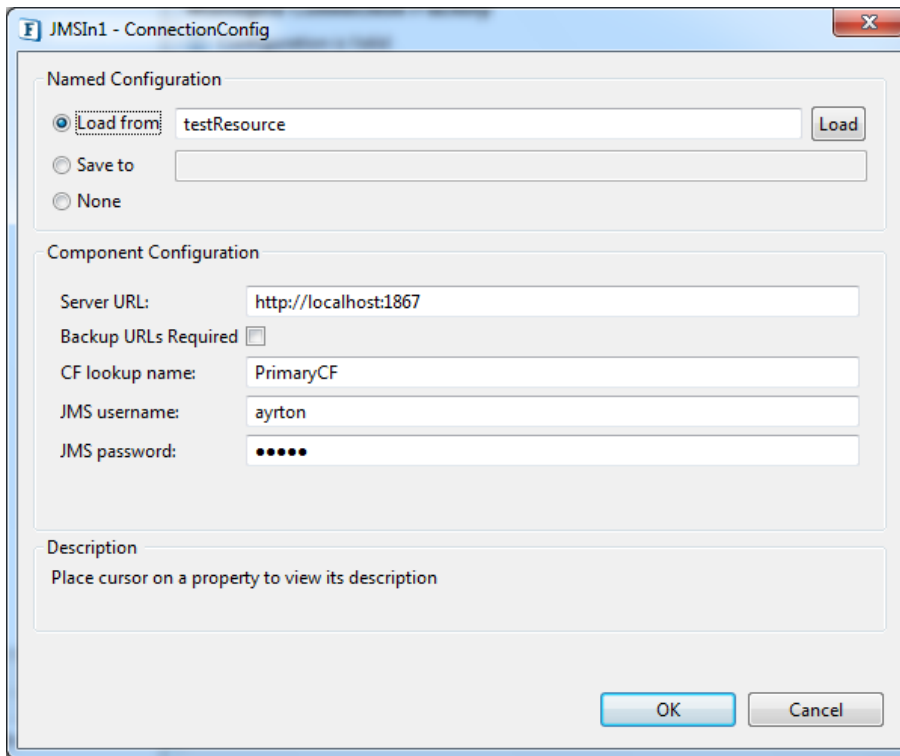 JMSIn1 - ConnectionConfig
Named Configuration
Load from testResource Load
Save to
None
Component Configuration
Server URL: http://localhost:1867
Backup URLs Required
CF lookup name: PrimaryCF
JMS username: ayrton
JMS password: •••••
Description
Place cursor on a property to view its description
OK Cancel